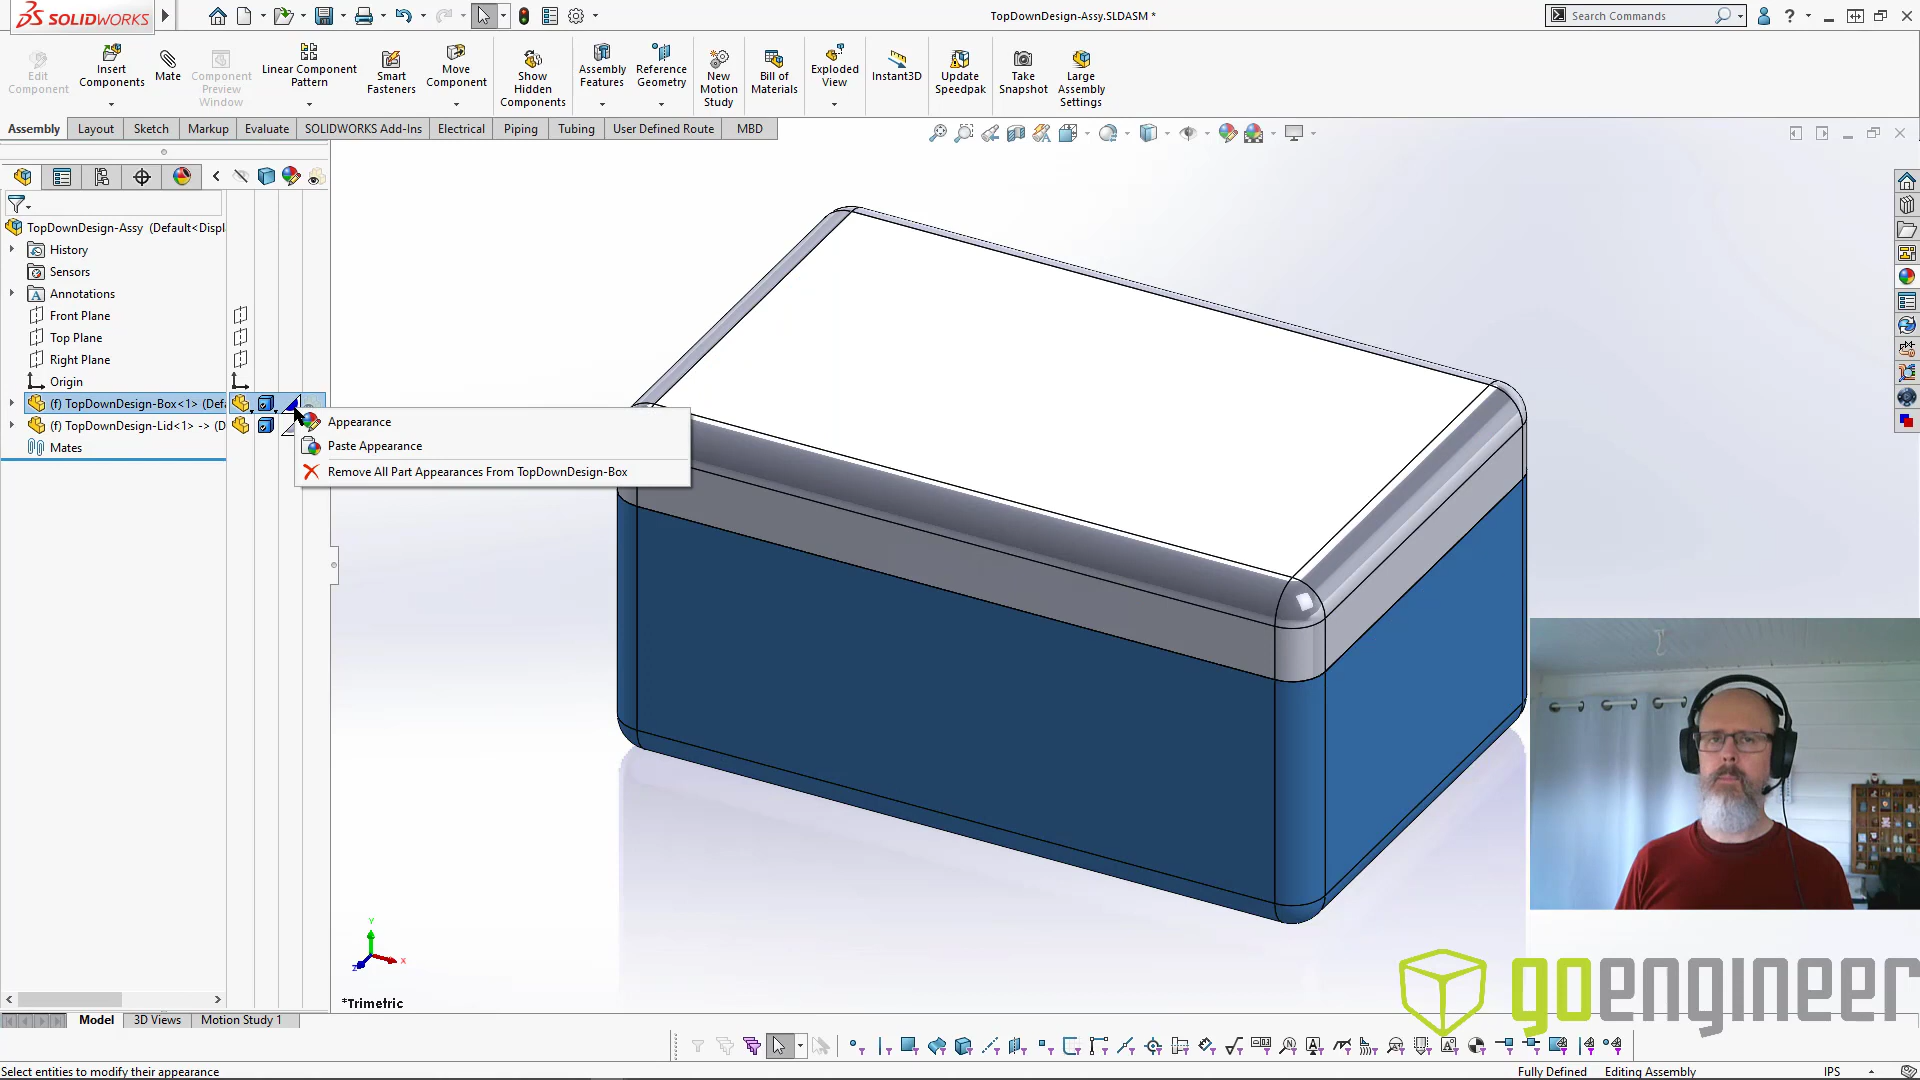 SOLIDWORKS
TopDownDesign-Assy.SLDASM *
Search Commands
Edit
Component
Insert
Components
Mate
Component
Preview
Window
Linear Component
Pattern
Smart
Fasteners
Move
Component
Show
Hidden
Components
Assembly
Features
Reference
Geometry
New
Motion
Study
Bill of
Materials
Exploded
View
Instant3D
Update
Speedpak
Take
Snapshot
Large
Assembly
Settings
Assembly
Layout
Sketch
Markup
Evaluate
SOLIDWORKS Add-Ins
Electrical
Piping
Tubing
User Defined Route
MBD
TopDownDesign-Assy (Default<Displ
History
Sensors
Annotations
Front Plane
Top Plane
Right Plane
Origin
(f) TopDownDesign-Box<1> (Def
(f) TopDownDesign-Lid<1> -> (D
Mates
Appearance
Paste Appearance
Remove All Part Appearances From TopDownDesign-Box
Y
X
Z
*Trimetric
goengineer
Model
3D Views
Motion Study 1
Select entities to modify their appearance
Fully Defined
Editing Assembly
IPS